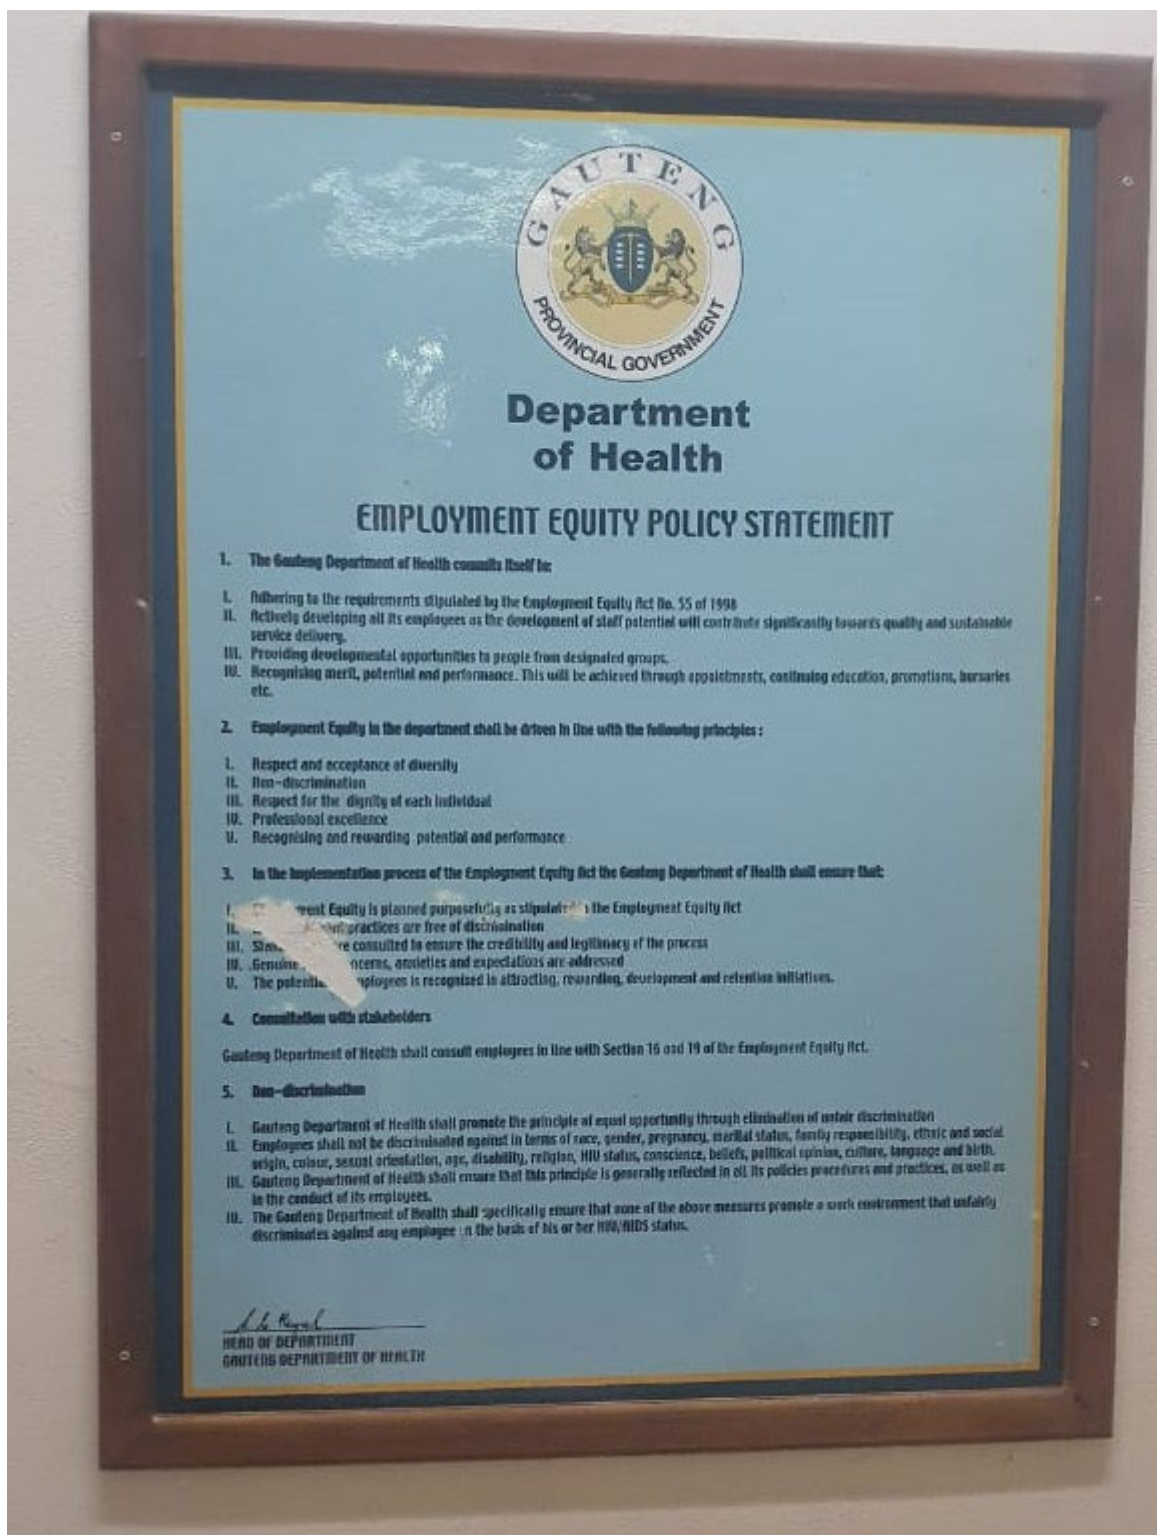 GAUTENG
PROVINCIAL GOVERNMENT
Department
of Health
EMPLOYMENT EQUITY POLICY STATEMENT
1. The Gauteng Department of Health commits itself to:
I. Adhering to the requirements stipulated by the Employment Equity Act No. 55 of 1998
II. Actively developing all its employees as the development of staff potential will contribute significantly towards quality and sustainable
service delivery.
III. Providing developmental opportunities to people from designated groups.
IV. Recognising merit, potential and performance. This will be achieved through appointments, continuing education, promotions, bursaries
etc.
2. Employment Equity in the department shall be driven in line with the following principles :
I. Respect and acceptance of diversity
II. Non-discrimination
III. Respect for the dignity of each individual
IV. Professional excellence
V. Recognising and rewarding potential and performance
3. In the implementation process of the Employment Equity Act the Gauteng Department of Health shall ensure that:
I. Equity is planned purposefully as stipulated the Employment Equity Act
II. practices are free of discrimination
III. consulted to ensure the credibility and legitimacy of the process
IV. Genuine anxieties and expectations are addressed
V. The is recognised in attracting, rewarding, development and retention initiatives.
4. Consultation with stakeholders
Gauteng Department of Health shall consult employees in line with Section 16 and 19 of the Employment Equity Act.
5. Non-discrimination
I. Gauteng Department of Health shall promote the principle of equal opportunity through elimination of unfair discrimination
II. Employees shall not be discriminated against in terms of race, gender, pregnancy, marital status, family responsibility, ethnic and social
origin, colour, sexual orientation, age, disability, religion, HIV status, conscience, beliefs, political opinion, culture, language and birth.
III. Gauteng Department of Health shall ensure that this principle is generally reflected in all its policies procedures and practices, as well as
in the conduct of its employees.
IV. The Gauteng Department of Health shall specifically ensure that none of the above measures promote a work environment that unfairly
discriminates against any employee on the basis of his or her HIV/AIDS status.
HEAD OF DEPARTMENT
GAUTENG DEPARTMENT OF HEALTH